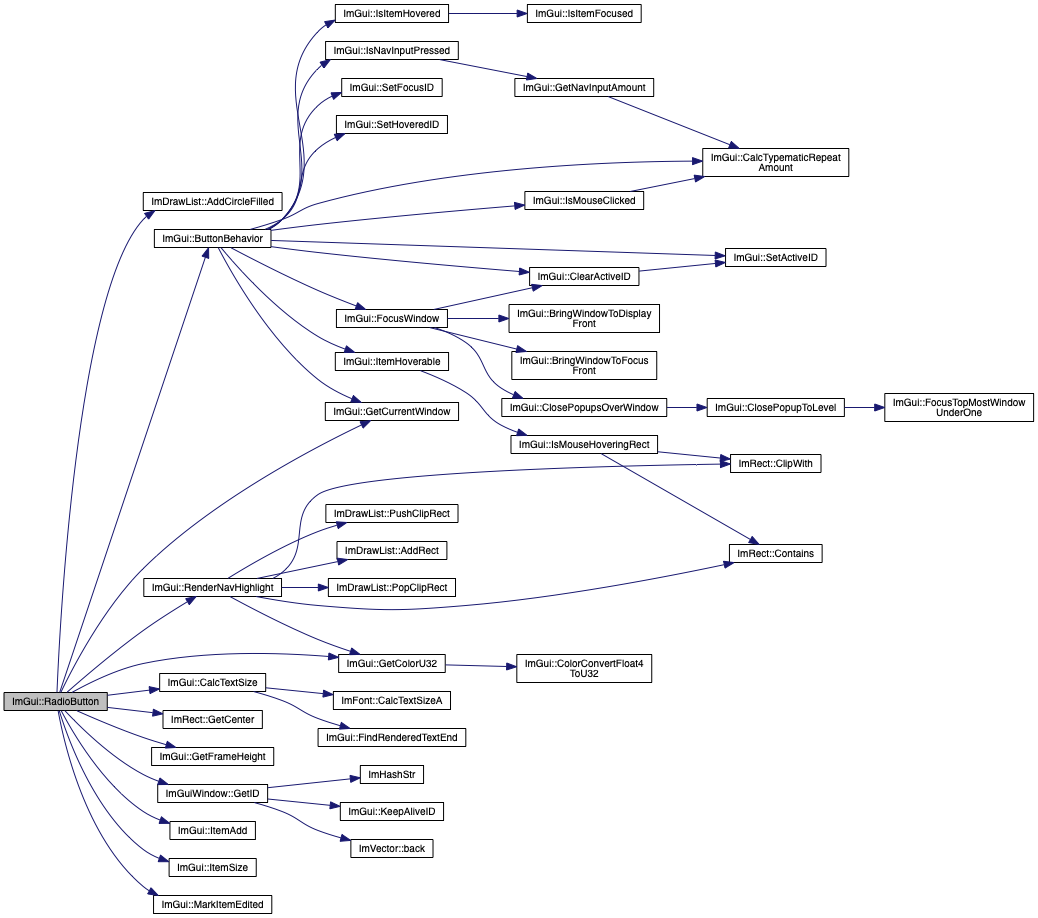 ImGui::IsItemHovered
ImGui::IsItemFocused
ImGui::IsNavInputPressed
ImGui::SetFocusID
ImGui::GetNavInputAmount
ImGui::SetHoveredID
ImGui::CalcTypematicRepeat
Amount
ImDrawList::AddCircleFilled
ImGui::IsMouseClicked
ImGui::ButtonBehavior
ImGui::SetActiveID
ImGui::ClearActiveID
ImGui::FocusWindow
ImGui::BringWindowToDisplay
Front
ImGui::ItemHoverable
ImGui::BringWindowToFocus
Front
ImGui::GetCurrentWindow
ImGui::ClosePopupsOverWindow
ImGui::ClosePopupToLevel
ImGui::FocusTopMostWindow
UnderOne
ImGui::IsMouseHoveringRect
ImRect::ClipWith
ImDrawList::PushClipRect
ImDrawList::AddRect
ImRect::Contains
ImGui::RenderNavHighlight
ImDrawList::PopClipRect
ImGui::GetColorU32
ImGui::ColorConvertFloat4
ToU32
ImGui::CalcTextSize
ImGui::RadioButton
ImFont::CalcTextSizeA
ImRect::GetCenter
ImGui::FindRenderedTextEnd
ImGui::GetFrameHeight
ImHashStr
ImGuiWindow::GetID
ImGui::KeepAliveID
ImGui::ItemAdd
ImVector::back
ImGui::ItemSize
ImGui::MarkItemEdited